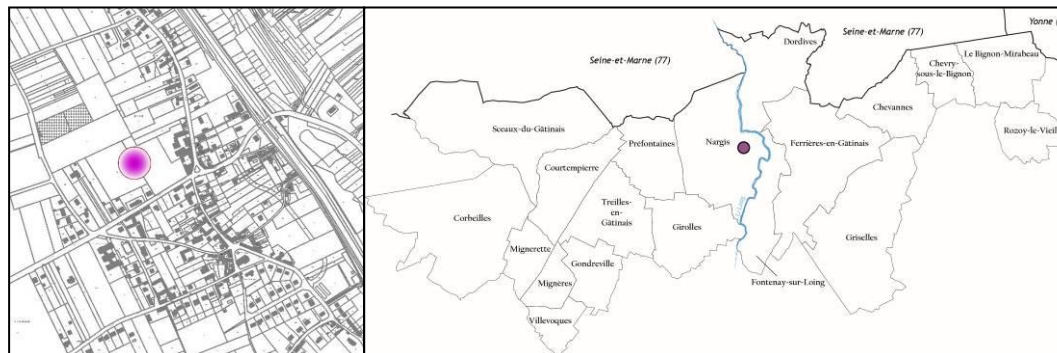 Yonne (
Seine-et-Marne (77)
Dordives
Seine-et-Marne (77)
Le Bignon-Mirabeau
Chevry-
sous-le-Bignon
Chevannes
Sceaux-du-Gâtinais
Rozoy-le-Vieil
Préfontaines
Nargis
Ferrières-en-Gâtinais
Courtempierre
Corbeilles
Treilles-
en-
Gâtinais
Girolles
Griselles
Mignerette
Gondreville
Mignères
Fontenay-sur-Loing
Villevoques